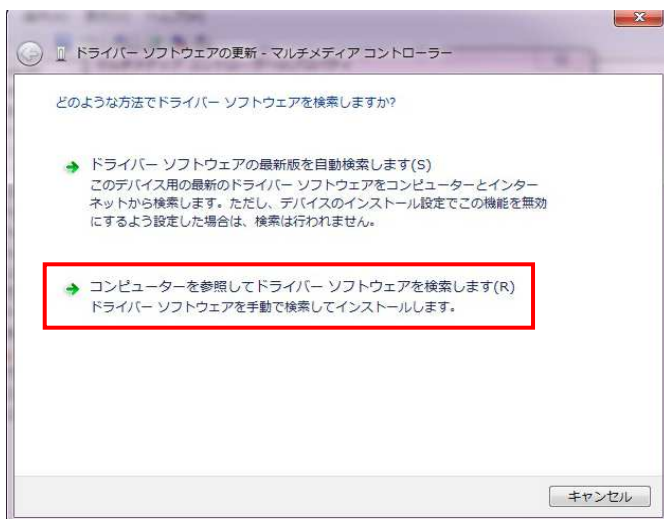 ドライバー ソフトウェアの更新 - マルチメディア コントローラー
どのような方法でドライバー ソフトウェアを検索しますか?
ドライバー ソフトウェアの最新版を自動検索します(S)
このデバイス用の最新のドライバー ソフトウェアをコンピューターとインター
ネットから検索します。ただし、デバイスのインストール設定でこの機能を無効
にするよう設定した場合は、検索は行われません。
コンピューターを参照してドライバー ソフトウェアを検索します(R)
ドライバー ソフトウェアを手動で検索してインストールします。
キャンセル